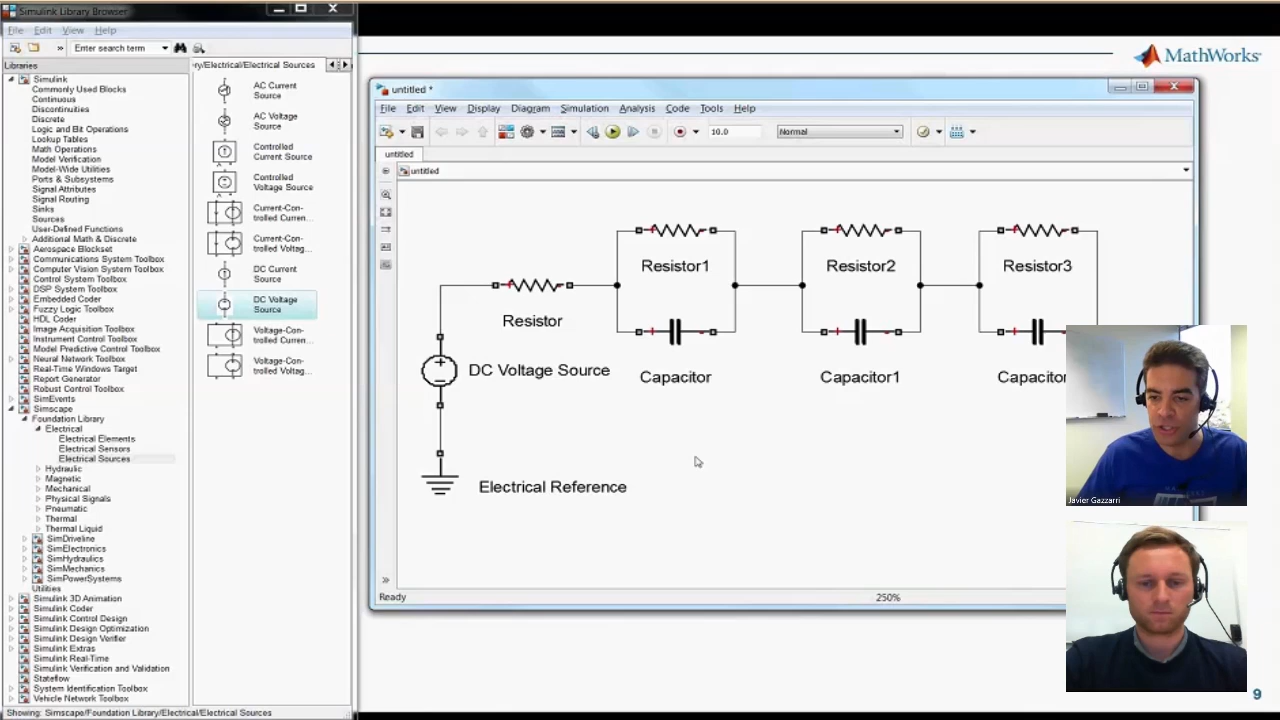 Simulink Library Browser
File Edit View Help
» Enter search term
Libraries
Simulink
Commonly Used Blocks
Continuous
Discontinuities
Discrete
Logic and Bit Operations
Lookup Tables
Math Operations
Model Verification
Model-Wide Utilities
Ports & Subsystems
Signal Attributes
Signal Routing
Sinks
Sources
User-Defined Functions
Additional Math & Discrete
Aerospace Blockset
Communications System Toolbox
Computer Vision System Toolbox
Control System Toolbox
DSP System Toolbox
Embedded Coder
Fuzzy Logic Toolbox
HDL Coder
Image Acquisition Toolbox
Instrument Control Toolbox
Model Predictive Control Toolbox
Neural Network Toolbox
Real-Time Windows Target
Report Generator
Robust Control Toolbox
SimEvents
Simscape
Foundation Library
Electrical
Electrical Elements
Electrical Sensors
Electrical Sources
Hydraulic
Magnetic
Mechanical
Physical Signals
Pneumatic
Thermal
Thermal Liquid
SimDriveline
SimElectronics
SimHydraulics
SimMechanics
SimPowerSystems
Utilities
Simulink 3D Animation
Simulink Coder
Simulink Control Design
Simulink Design Optimization
Simulink Design Verifier
Simulink Extras
Simulink Real-Time
Simulink Verification and Validation
Stateflow
System Identification Toolbox
Vehicle Network Toolbox
Showing: Simscape/Foundation Library/Electrical/Electrical Sources
ry/Electrical/Electrical Sources
AC Current
Source
AC Voltage
Source
Controlled
Current Source
Controlled
Voltage Source
Current-Con-
trolled Curren...
Current-Con-
trolled Voltag...
DC Current
Source
DC Voltage
Source
Voltage-Con-
trolled Curren...
Voltage-Con-
trolled Voltag...
MathWorks
untitled *
File Edit View Display Diagram Simulation Analysis Code Tools Help
10.0 Normal
untitled
untitled
Resistor1 Resistor2 Resistor3
Resistor
DC Voltage Source
Capacitor Capacitor1 Capacitor
Electrical Reference
»
Ready 250%
Javier Gazzarri
9